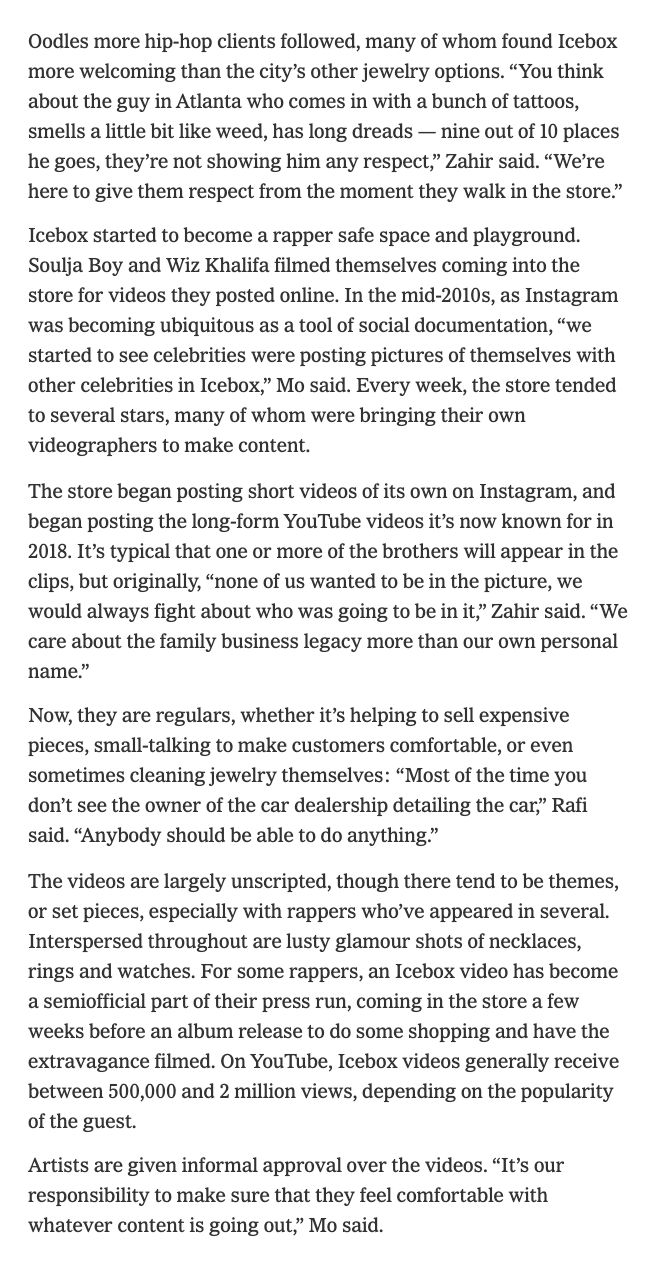 Oodles more hip-hop clients followed, many of whom found Icebox
more welcoming than the city’s other jewelry options. “You think
about the guy in Atlanta who comes in with a bunch of tattoos,
smells a little bit like weed, has long dreads — nine out of 10 places
he goes, they’re not showing him any respect,” Zahir said. “We’re
here to give them respect from the moment they walk in the store.”
Icebox started to become a rapper safe space and playground.
Soulja Boy and Wiz Khalifa filmed themselves coming into the
store for videos they posted online. In the mid-2010s, as Instagram
was becoming ubiquitous as a tool of social documentation, “we
started to see celebrities were posting pictures of themselves with
other celebrities in Icebox,” Mo said. Every week, the store tended
to several stars, many of whom were bringing their own
videographers to make content.
The store began posting short videos of its own on Instagram, and
began posting the long-form YouTube videos it’s now known for in
2018. It’s typical that one or more of the brothers will appear in the
clips, but originally, “none of us wanted to be in the picture, we
would always fight about who was going to be in it,” Zahir said. “We
care about the family business legacy more than our own personal
name.”
Now, they are regulars, whether it’s helping to sell expensive
pieces, small-talking to make customers comfortable, or even
sometimes cleaning jewelry themselves: “Most of the time you
don’t see the owner of the car dealership detailing the car,” Rafi
said. “Anybody should be able to do anything.”
The videos are largely unscripted, though there tend to be themes,
or set pieces, especially with rappers who’ve appeared in several.
Interspersed throughout are lusty glamour shots of necklaces,
rings and watches. For some rappers, an Icebox video has become
a semiofficial part of their press run, coming in the store a few
weeks before an album release to do some shopping and have the
extravagance filmed. On YouTube, Icebox videos generally receive
between 500,000 and 2 million views, depending on the popularity
of the guest.
Artists are given informal approval over the videos. “It’s our
responsibility to make sure that they feel comfortable with
whatever content is going out,” Mo said.